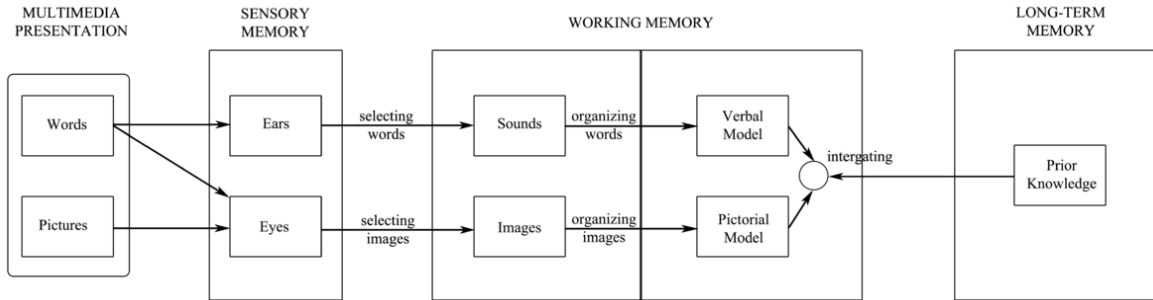 MULTIMEDIA
PRESENTATION
SENSORY
MEMORY
WORKING MEMORY
LONG-TERM
MEMORY
Words
Ears
selecting
words
Sounds
organizing
words
Verbal
Model
intergating
Prior
Knowledge
Pictures
Eyes
selecting
images
Images
organizing
images
Pictorial
Model